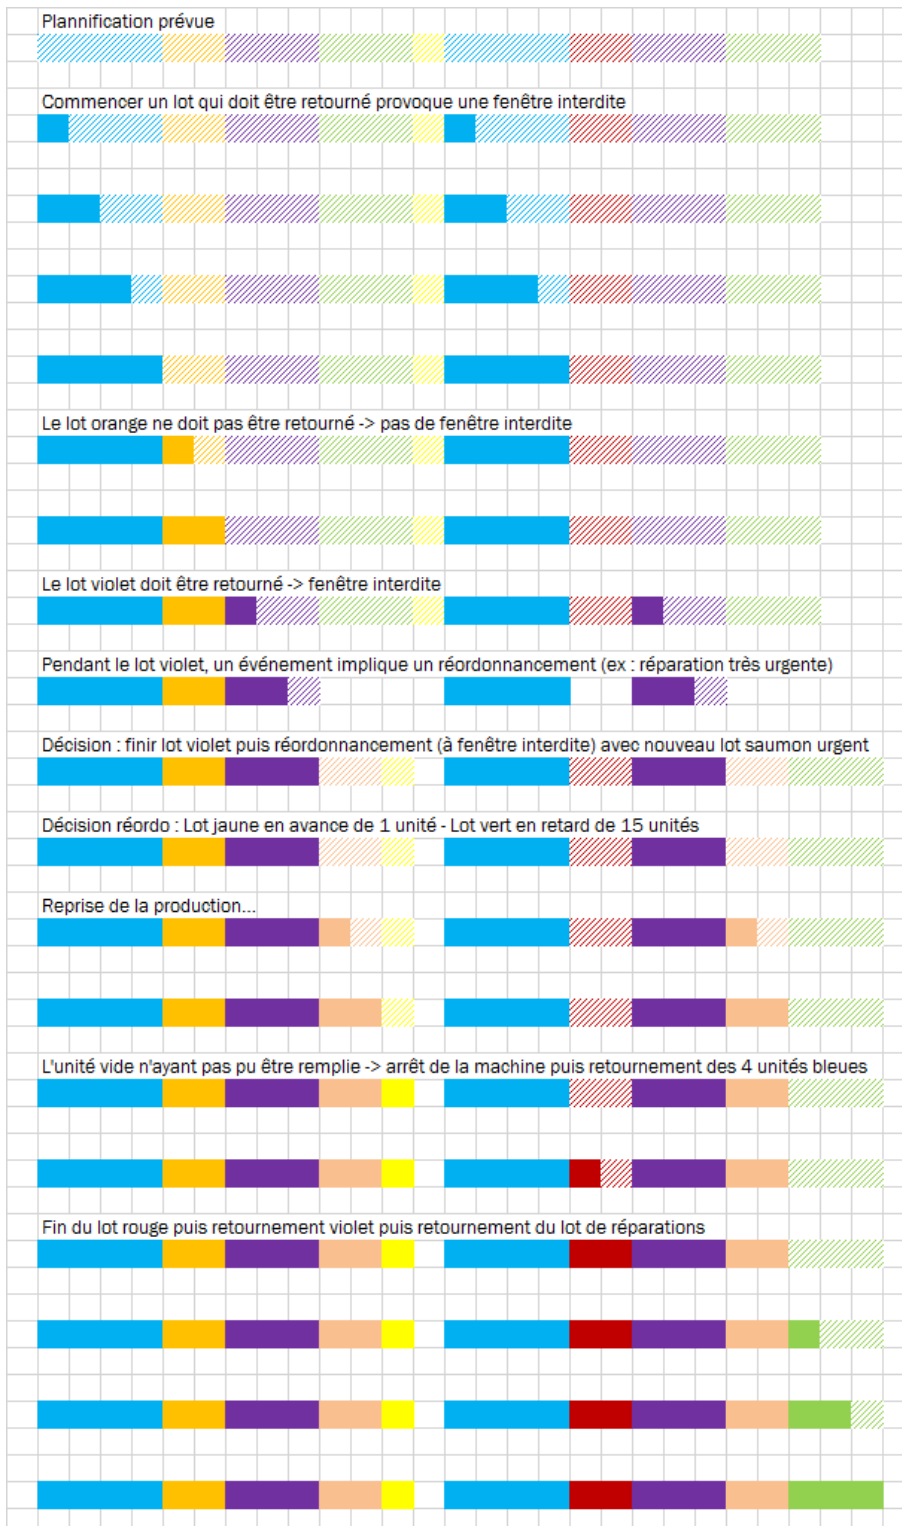 Plannification prévue
Commencer un lot qui doit être retourné provoque une fenêtre interdite
Le lot orange ne doit pas être retourné -> pas de fenêtre interdite
Le lot violet doit être retourné -> fenêtre interdite
Pendant le lot violet, un événement implique un réordonnancement (ex : réparation très urgente)
Décision : finir lot violet puis réordonnancement (à fenêtre interdite) avec nouveau lot saumon urgent
Décision réordo : Lot jaune en avance de 1 unité - Lot vert en retard de 15 unités
Reprise de la production...
L'unité vide n'ayant pas pu être remplie -> arrêt de la machine puis retournement des 4 unités bleues
Fin du lot rouge puis retournement violet puis retournement du lot de réparations